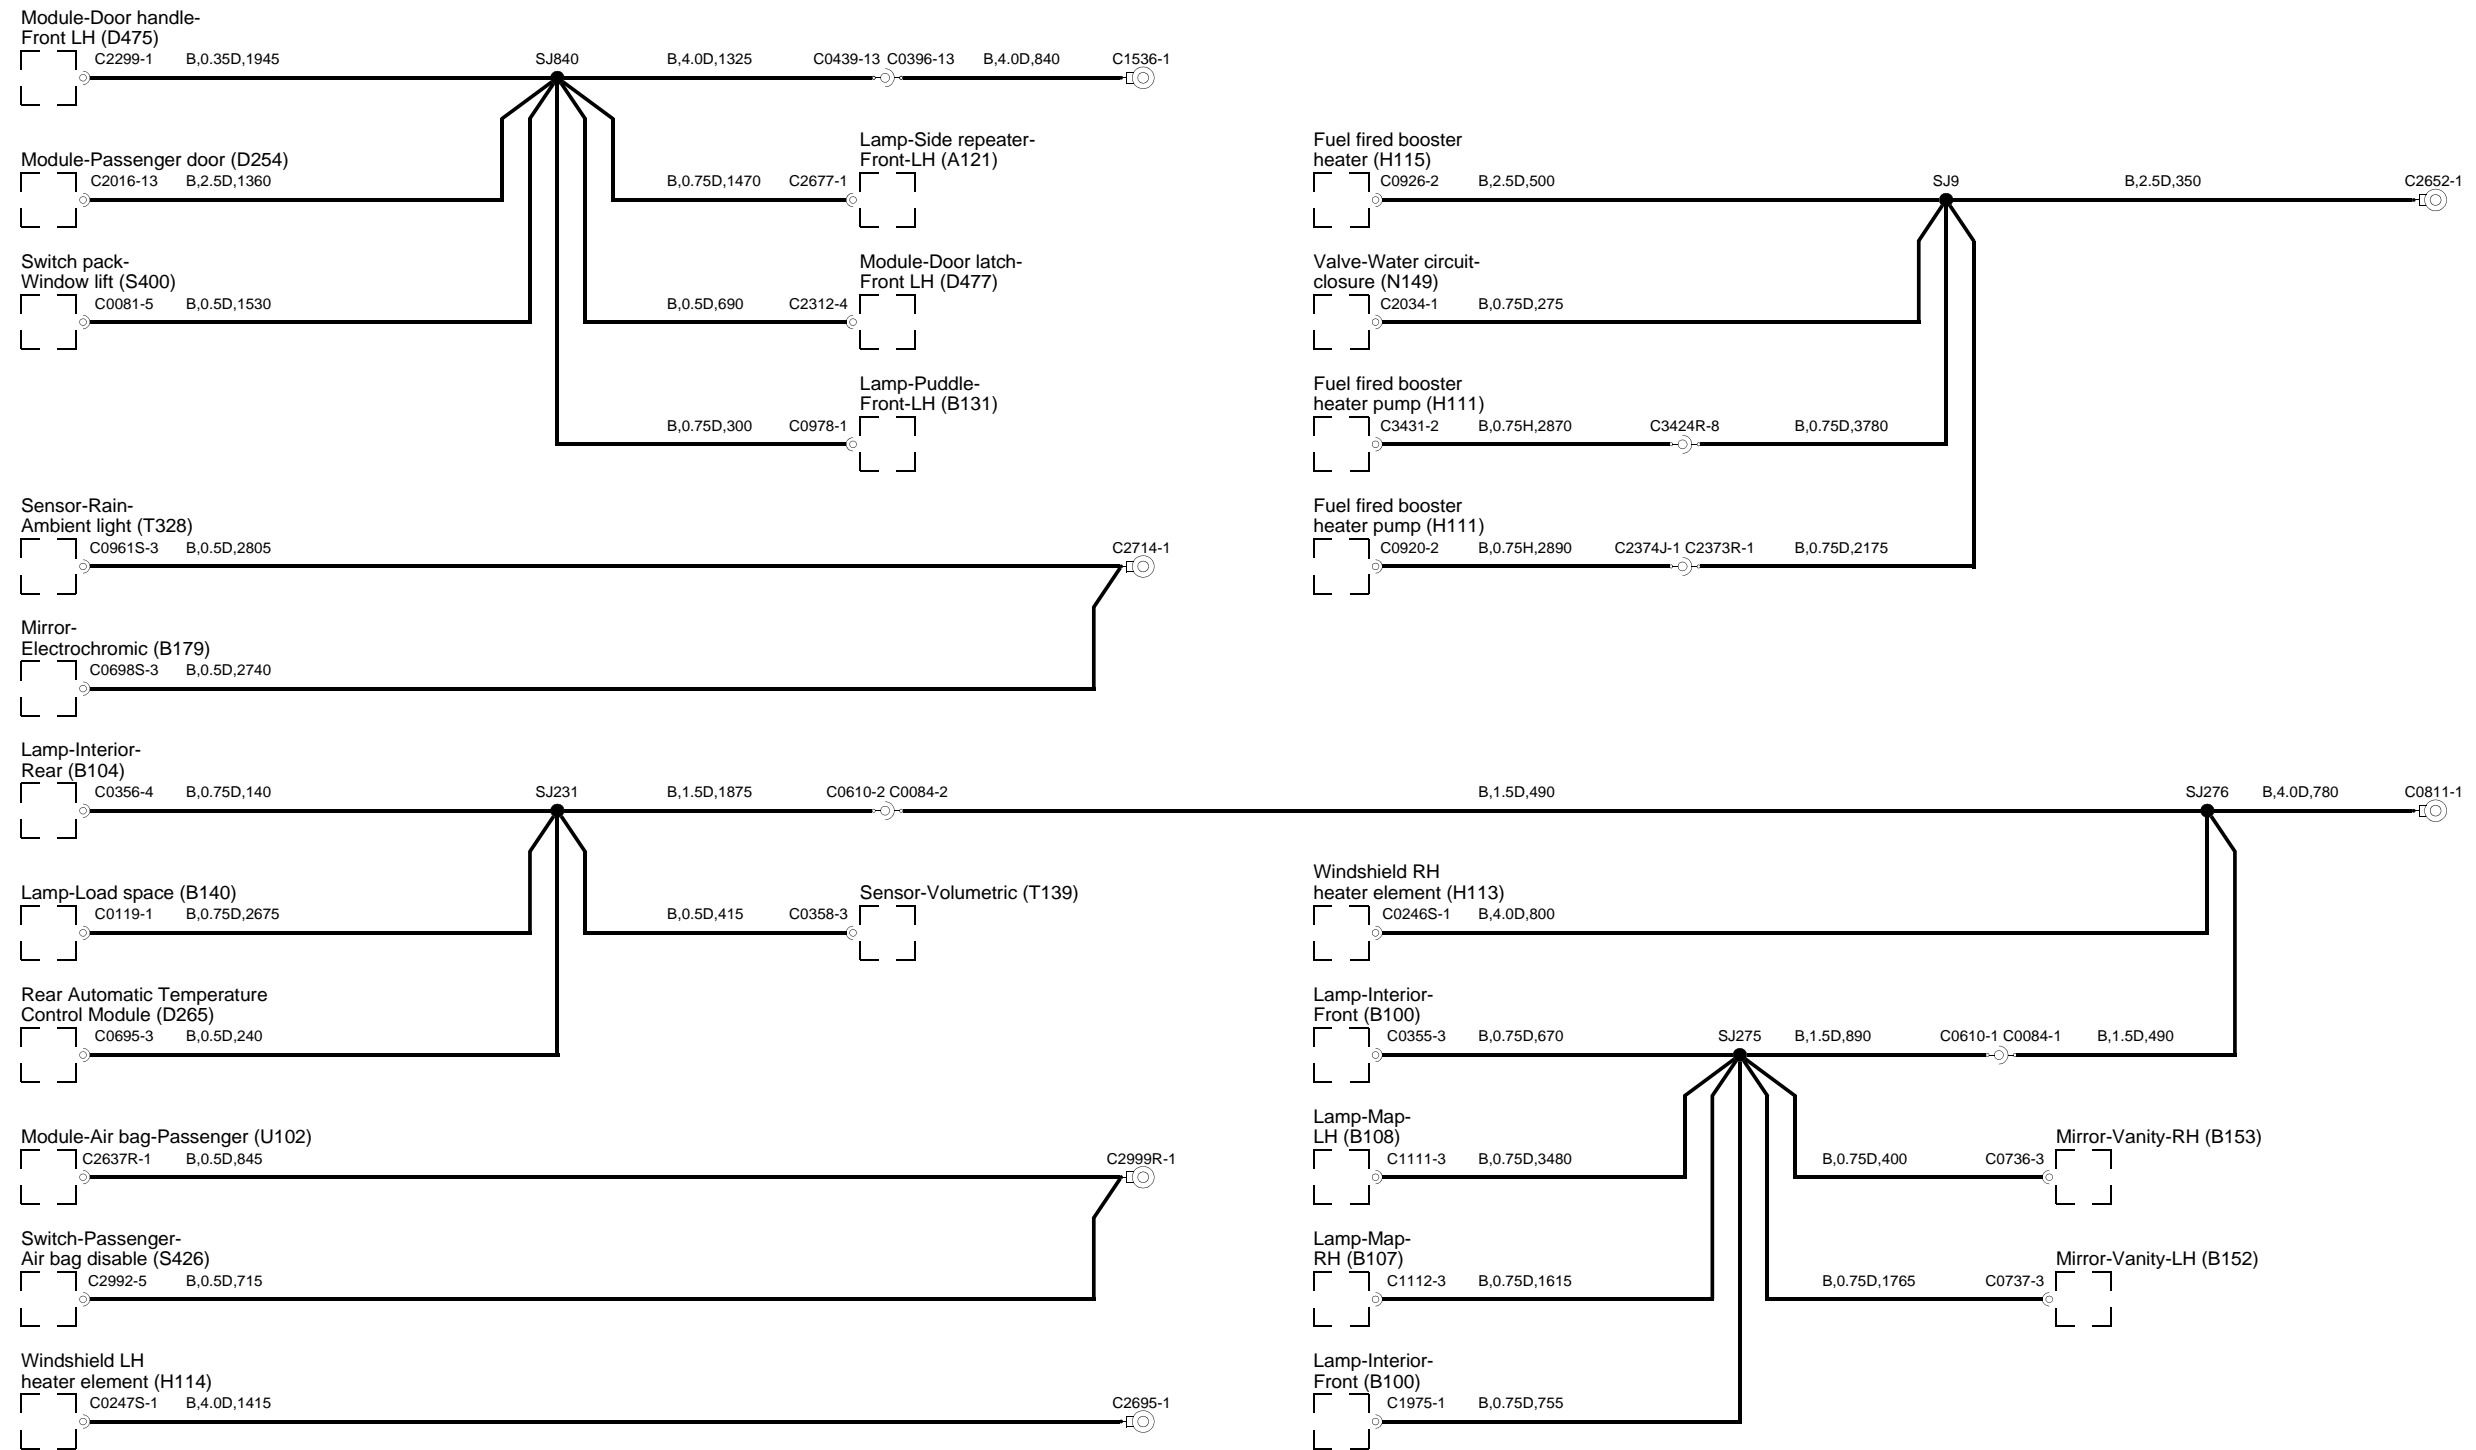 Module-Door handle-
Front LH (D475)
C2299-1 B,0.35D,1945 SJ840 B,4.0D,1325 C0439-13 C0396-13 B,4.0D,840 C1536-1
Module-Passenger door (D254)
C2016-13 B,2.5D,1360
Lamp-Side repeater-
Front-LH (A121)
B,0.75D,1470 C2677-1
Switch pack-
Window lift (S400)
C0081-5 B,0.5D,1530
Module-Door latch-
Front LH (D477)
B,0.5D,690 C2312-4
Lamp-Puddle-
Front-LH (B131)
B,0.75D,300 C0978-1
Fuel fired booster
heater (H115)
C0926-2 B,2.5D,500 SJ9 B,2.5D,350 C2652-1
Valve-Water circuit-
closure (N149)
C2034-1 B,0.75D,275
Fuel fired booster
heater pump (H111)
C3431-2 B,0.75H,2870 C3424R-8 B,0.75D,3780
Fuel fired booster
heater pump (H111)
C0920-2 B,0.75H,2890 C2374J-1 C2373R-1 B,0.75D,2175
Sensor-Rain-
Ambient light (T328)
C0961S-3 B,0.5D,2805 C2714-1
Mirror-
Electrochromic (B179)
C0698S-3 B,0.5D,2740
Lamp-Interior-
Rear (B104)
C0356-4 B,0.75D,140 SJ231 B,1.5D,1875 C0610-2 C0084-2 B,1.5D,490 SJ276 B,4.0D,780 C0811-1
Lamp-Load space (B140)
C0119-1 B,0.75D,2675
Sensor-Volumetric (T139)
B,0.5D,415 C0358-3
Rear Automatic Temperature
Control Module (D265)
C0695-3 B,0.5D,240
Windshield RH
heater element (H113)
C0246S-1 B,4.0D,800
Lamp-Interior-
Front (B100)
C0355-3 B,0.75D,670 SJ275 B,1.5D,890 C0610-1 C0084-1 B,1.5D,490
Lamp-Map-
LH (B108)
C1111-3 B,0.75D,3480
Mirror-Vanity-RH (B153)
B,0.75D,400 C0736-3
Lamp-Map-
RH (B107)
C1112-3 B,0.75D,1615
Mirror-Vanity-LH (B152)
B,0.75D,1765 C0737-3
Lamp-Interior-
Front (B100)
C1975-1 B,0.75D,755
Module-Air bag-Passenger (U102)
C2637R-1 B,0.5D,845 C2999R-1
Switch-Passenger-
Air bag disable (S426)
C2992-5 B,0.5D,715
Windshield LH
heater element (H114)
C0247S-1 B,4.0D,1415 C2695-1